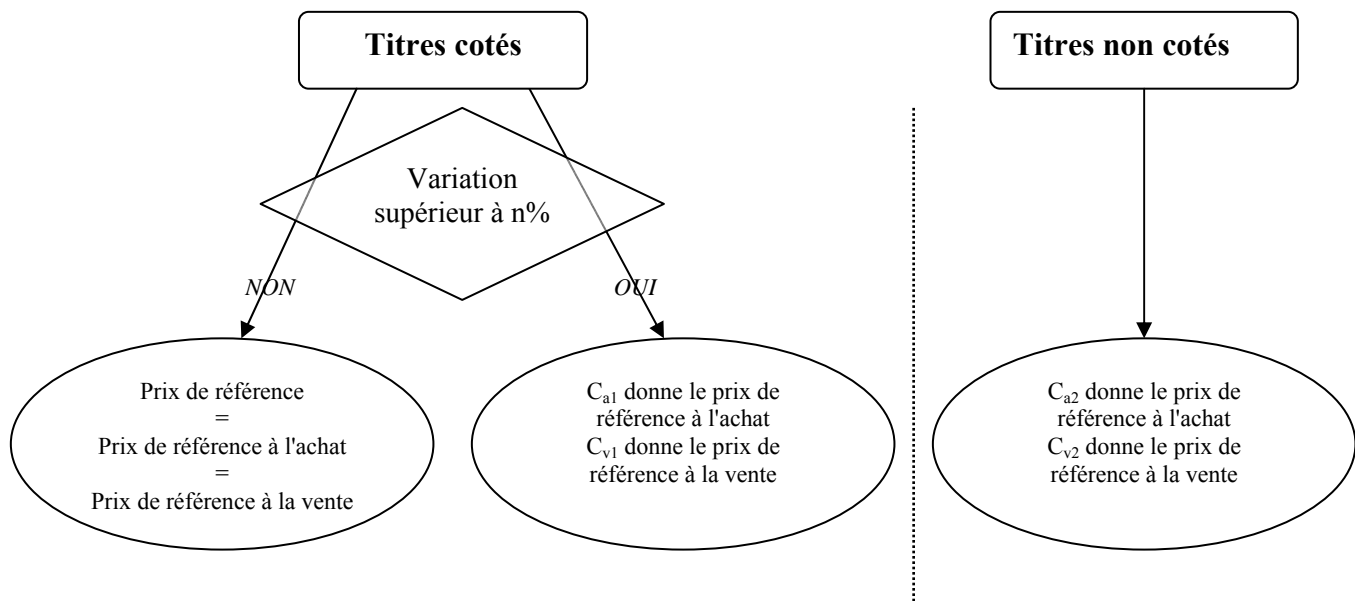 Titres cotés
Titres non cotés
Variation
supérieur à n%
NON
OUI
Prix de référence
=
Prix de référence à l'achat
=
Prix de référence à la vente
Ca1 donne le prix de
référence à l'achat
Cv1 donne le prix de
référence à la vente
Ca2 donne le prix de
référence à l'achat
Cv2 donne le prix de
référence à la vente